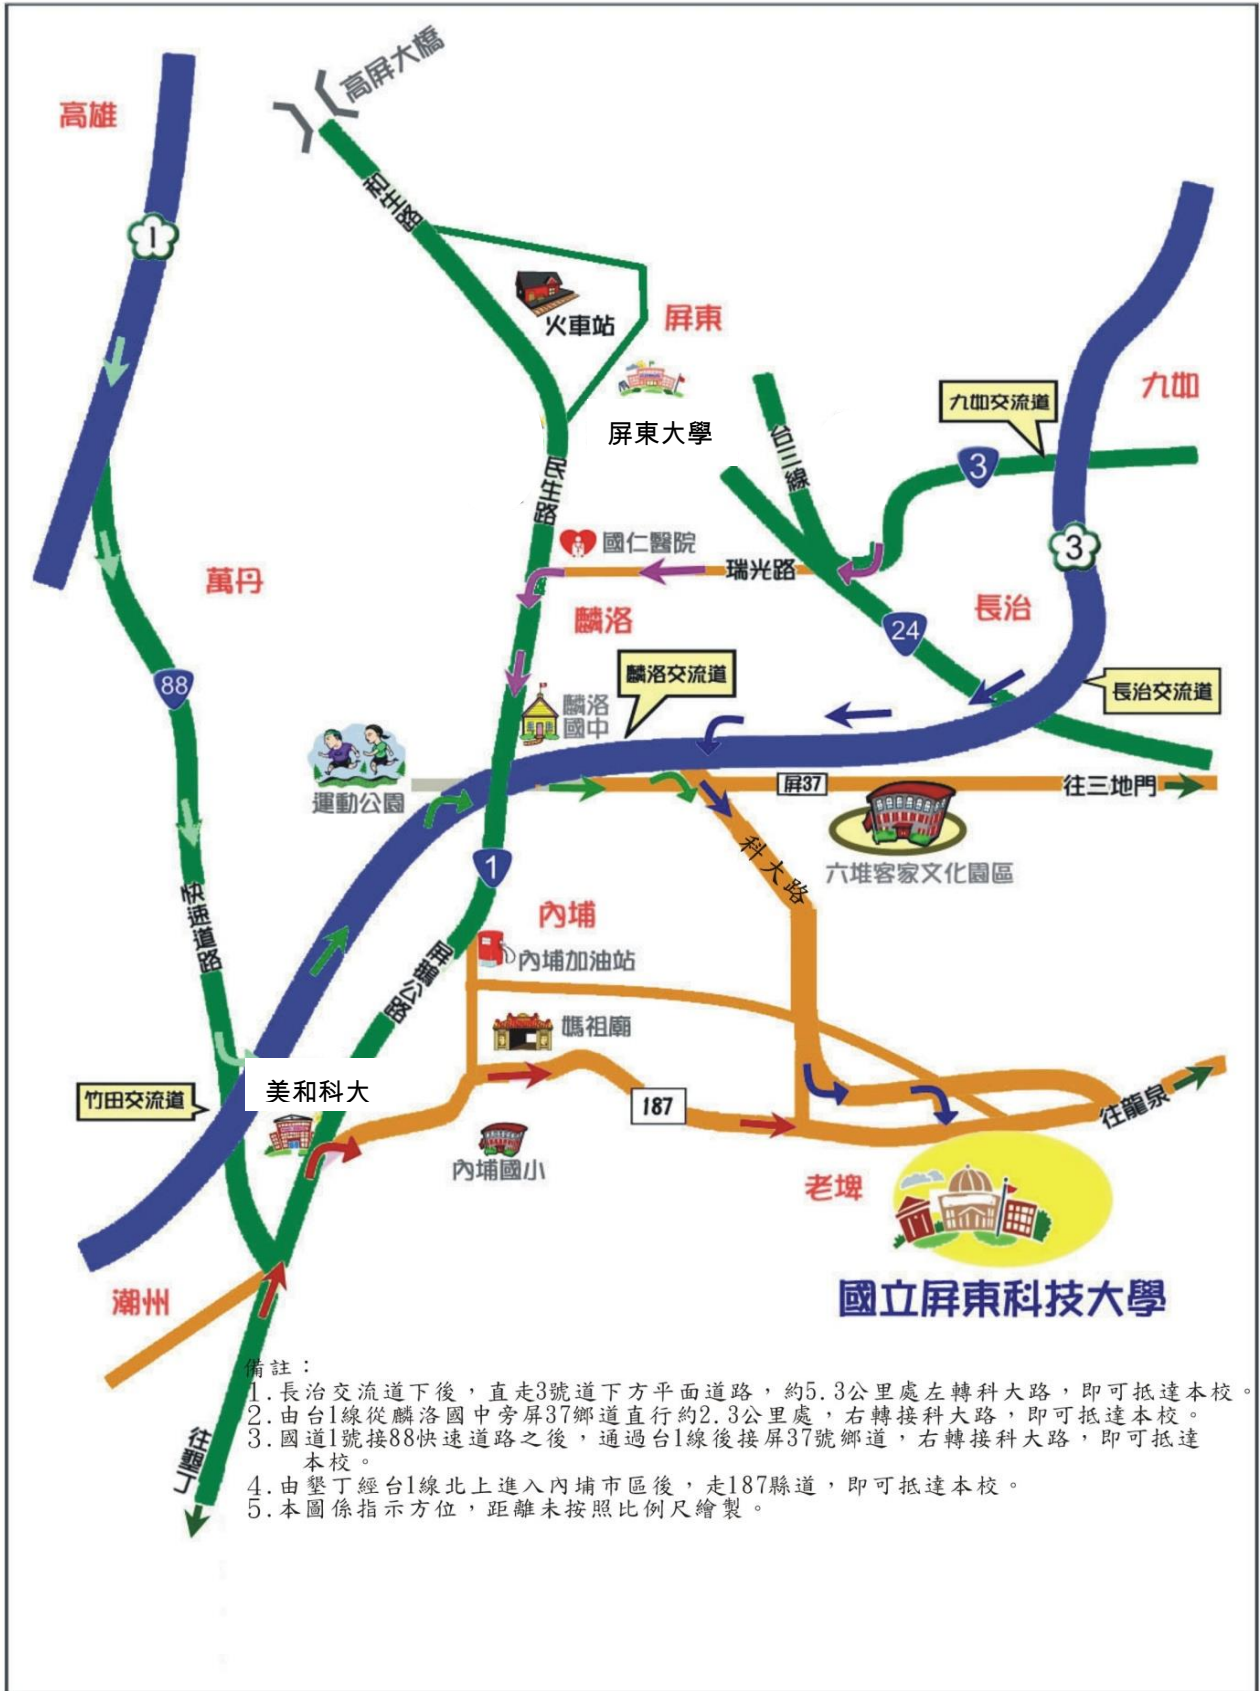 高屏大橋
高雄
1
和生路
火車站
屏東
屏東大學
九如
九如交流道
台三線
3
民生路
國仁醫院
瑞光路
3
萬丹
麟洛
24
長治
88
麟洛交流道
長治交流道
麟洛
國中
運動公園
屏37
往三地門
科大路
六堆客家文化園區
1
快速道路
內埔
屏鵝公路
內埔加油站
媽祖廟
美和科大
竹田交流道
187
往龍泉
內埔國小
老埤
國立屏東科技大學
潮州
往墾丁
備註：
1.長治交流道下後，直走3號道下方平面道路，約5.3公里處左轉科大路，即可抵達本校。
2.由台1線從麟洛國中旁屏37鄉道直行約2.3公里處，右轉接科大路，即可抵達本校。
3.國道1號接88快速道路之後，通過台1線後接屏37號鄉道，右轉接科大路，即可抵達
本校。
4.由墾丁經台1線北上進入內埔市區後，走187縣道，即可抵達本校。
5.本圖係指示方位，距離未按照比例尺繪製。